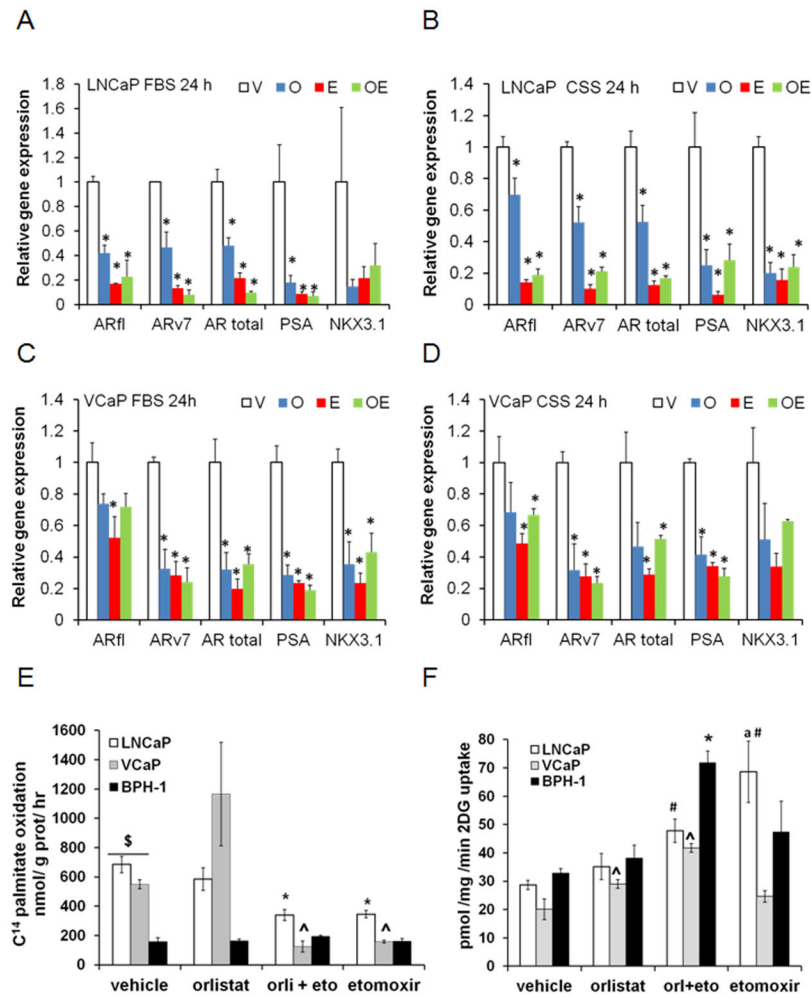 A
B
LNCaP FBS 24 h
V O E OE
Relative gene expression
1.8
1.6
1.4
1.2
1
0.8
0.6
0.4
0.2
0
* * * * * * * * * * * *
ARfl ARv7 AR total PSA NKX3.1
LNCaP CSS 24 h
V O E OE
Relative gene expression
1.4
1.2
1
0.8
0.6
0.4
0.2
0
* * * * * * * * * * * * * * *
ARfl ARv7 AR total PSA NKX3.1
C
D
VCaP FBS 24h
V O E OE
Relative gene expression
1.4
1.2
1
0.8
0.6
0.4
0.2
0
* * * * * * * * * * * * *
ARfl ARv7 AR total PSA NKX3.1
VCaP CSS 24 h
V O E OE
Relative gene expression
1.4
1.2
1
0.8
0.6
0.4
0.2
0
* * * * * * * * * *
ARfl ARv7 AR total PSA NKX3.1
E
F
C14 palmitate oxidation
nmol/ g prot/ hr
1600
1400
1200
1000
800
600
400
200
0
LNCaP
VCaP
BPH-1
$
* ^ * ^
vehicle orlistat orli + eto etomoxir
pmol /mg /min 2DG uptake
80
70
60
50
40
30
20
10
0
LNCaP
VCaP
BPH-1
^ # ^ * a #
vehicle orlistat orl+eto etomoxir